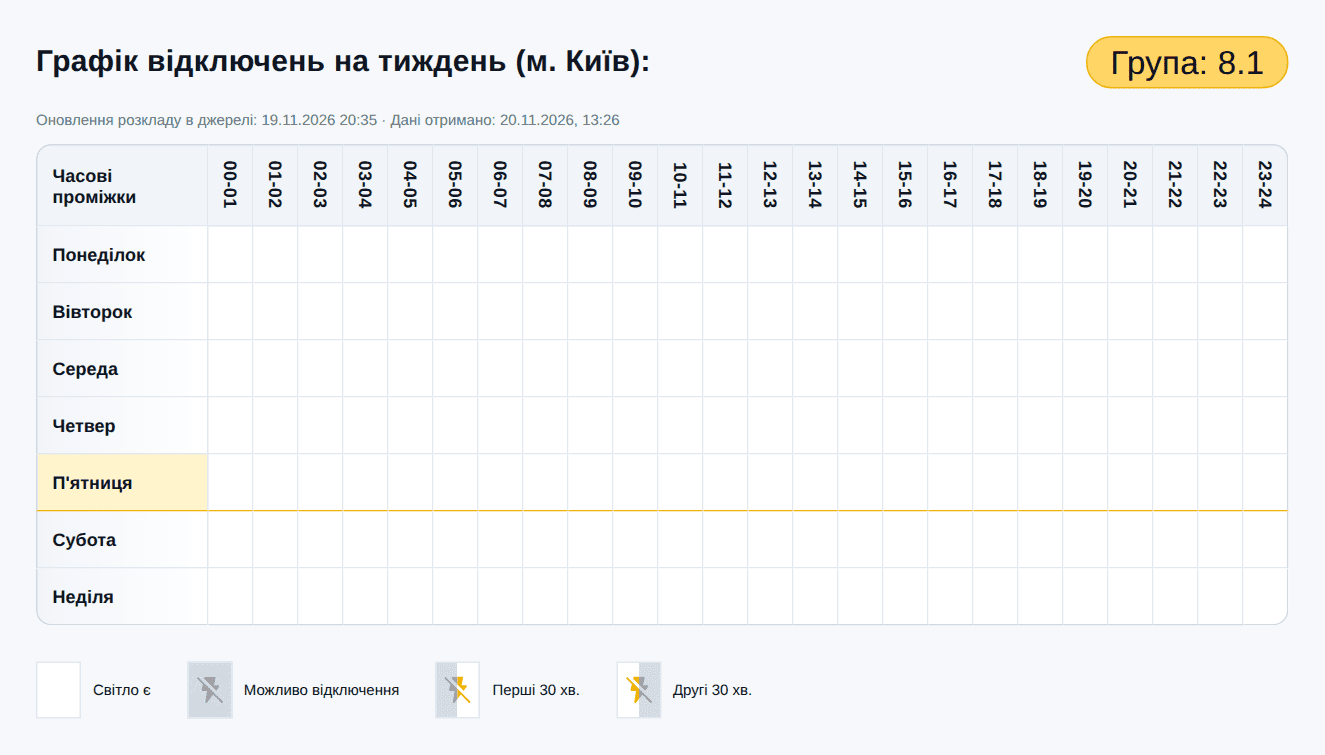 Графік відключень на тиждень (м. Київ):
Група: 8.1
Оновлення розкладу в джерелі: 19.11.2026 20:35 · Дані отримано: 20.11.2026, 13:26
Часові
проміжки
00-01
01-02
02-03
03-04
04-05
05-06
06-07
07-08
08-09
09-10
10-11
11-12
12-13
13-14
14-15
15-16
16-17
17-18
18-19
19-20
20-21
21-22
22-23
23-24
Понеділок
Вівторок
Середа
Четвер
П'ятниця
Субота
Неділя
Світло є
Можливо відключення
Перші 30 хв.
Другі 30 хв.